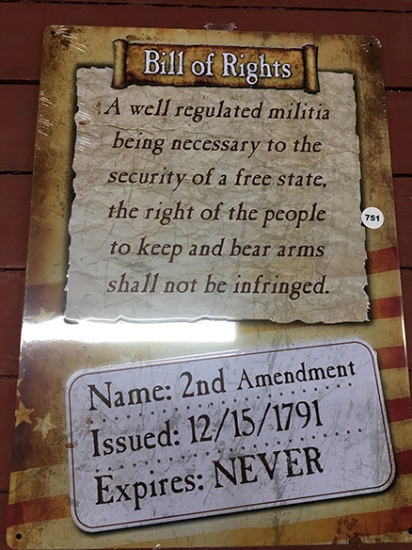 Bill of Rights
A well regulated militia
being necessary to the
security of a free state,
the right of the people
to keep and bear arms
shall not be infringed.
751
Name: 2nd Amendment
Issued: 12/15/1791
Expires: NEVER